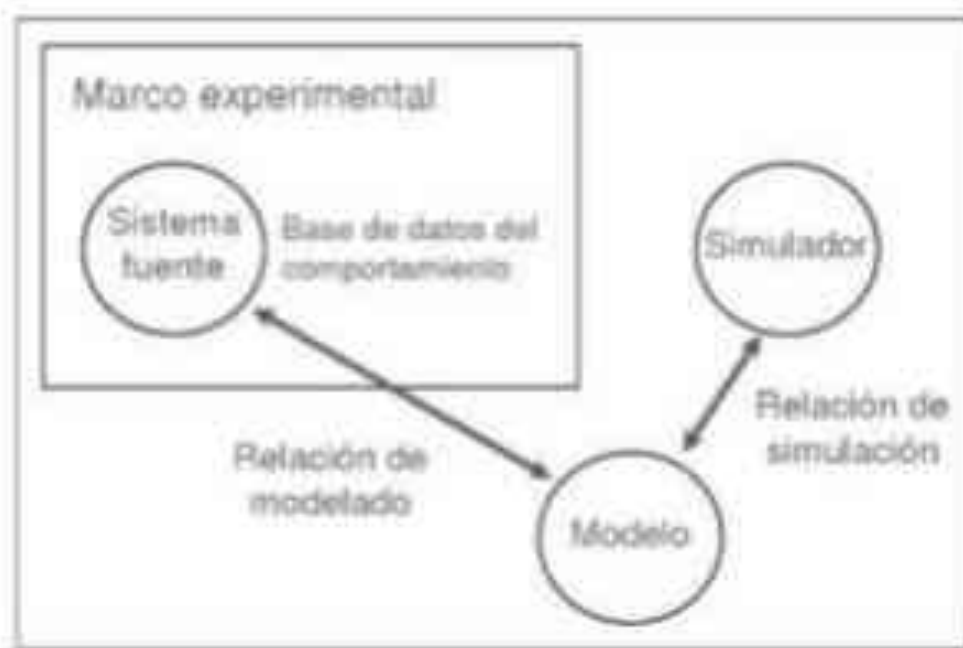 Marco experimental
Sistema
fuente
Base de datos del
comportamiento
Simulador
Relación de
simulación
Relación de
modelado
Modelo